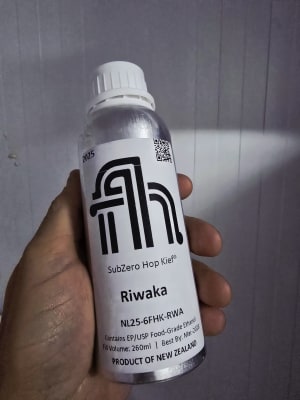 2025
fh
SubZero Hop Kief®
Riwaka
NL25-6FHK-RWA
Contains EP/USP Food-Grade Ethanol
Volume: 260ml) | Best By:
PRODUCT OF NEW ZEALAND